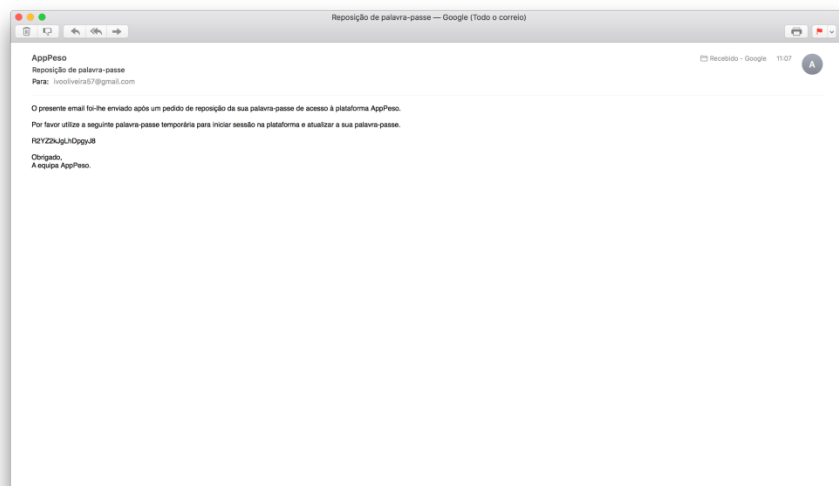 Reposição de palavra-passe — Google (Todo o correio)
AppPeso
Recebido - Google 11:07
A
Reposição de palavra-passe
Para: ivooliveira57@gmail.com
O presente email foi-lhe enviado após um pedido de reposição da sua palavra-passe de acesso à plataforma AppPeso.
Por favor utilize a seguinte palavra-passe temporária para iniciar sessão na plataforma e atualizar a sua palavra-passe.
R2YZ2kJgLhDpgyJ8
Obrigado,
A equipa AppPeso.